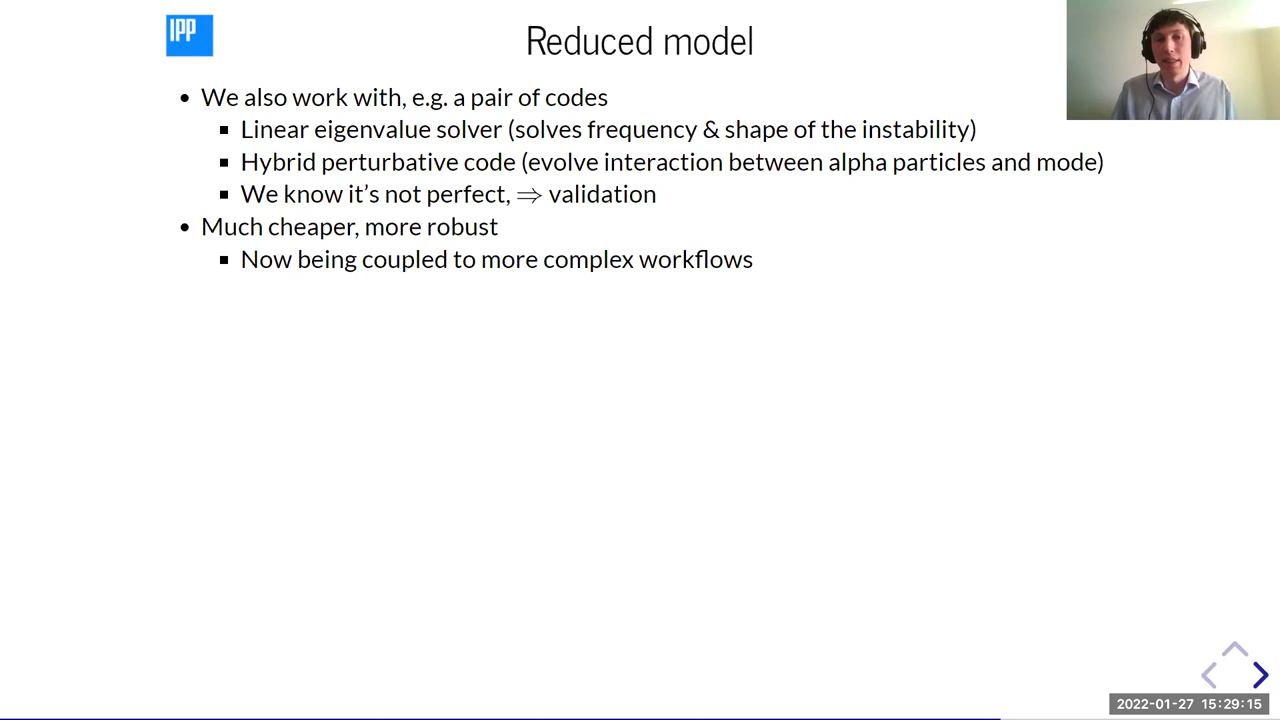 IPP
Reduced model
• We also work with, e.g. a pair of codes
▪ Linear eigenvalue solver (solves frequency & shape of the instability)
▪ Hybrid perturbative code (evolve interaction between alpha particles and mode)
▪ We know it's not perfect, ⇒ validation
• Much cheaper, more robust
▪ Now being coupled to more complex workflows
2022-01-27 15:29:15